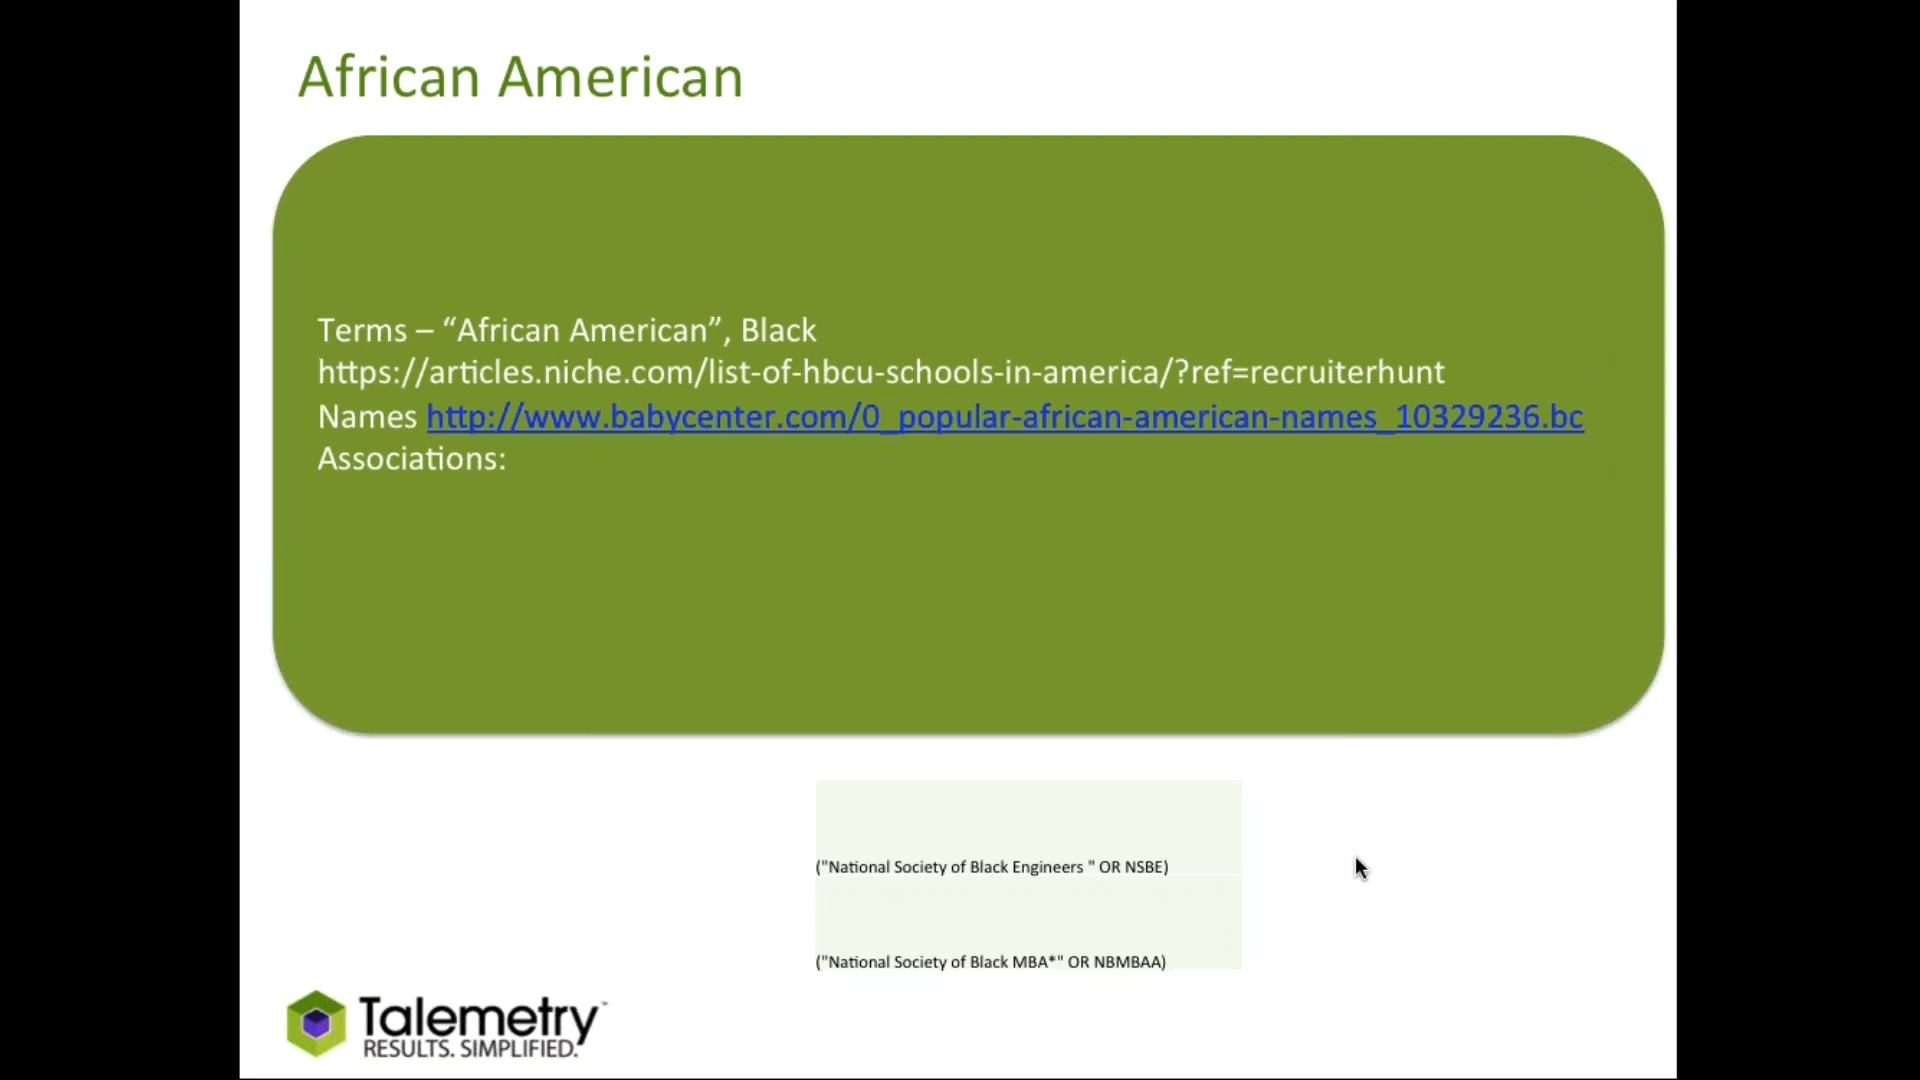 African American
Terms – “African American”, Black
https://articles.niche.com/list-of-hbcu-schools-in-america/?ref=recruiterhunt
Names http://www.babycenter.com/0_popular-african-american-names_10329236.bc
Associations:
("National Society of Black Engineers " OR NSBE)
("National Society of Black MBA*" OR NBMBAA)
Talemetry™
RESULTS. SIMPLIFIED.